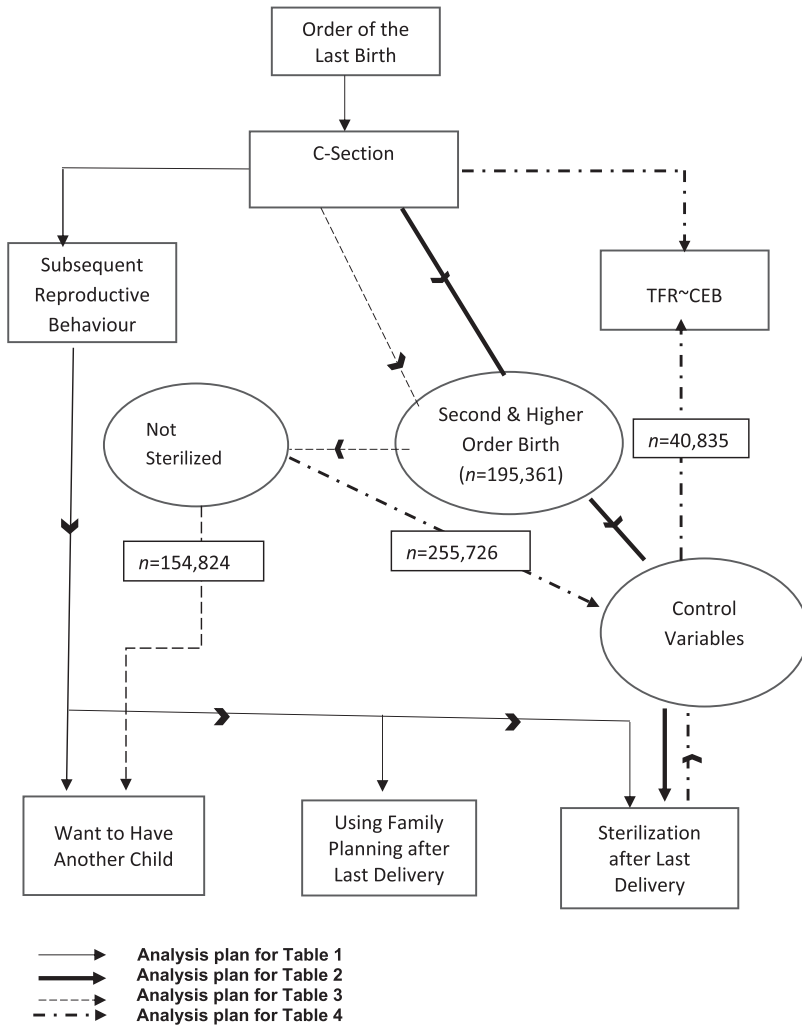 Order of the
Last Birth
C-Section
Subsequent
Reproductive
Behaviour
TFR~CEB
Not
Sterilized
Second & Higher
Order Birth
(n=195,361)
n=40,835
n=154,824
n=255,726
Control
Variables
Want to Have
Another Child
Using Family
Planning after
Last Delivery
Sterilization
after Last
Delivery
Analysis plan for Table 1
Analysis plan for Table 2
Analysis plan for Table 3
Analysis plan for Table 4